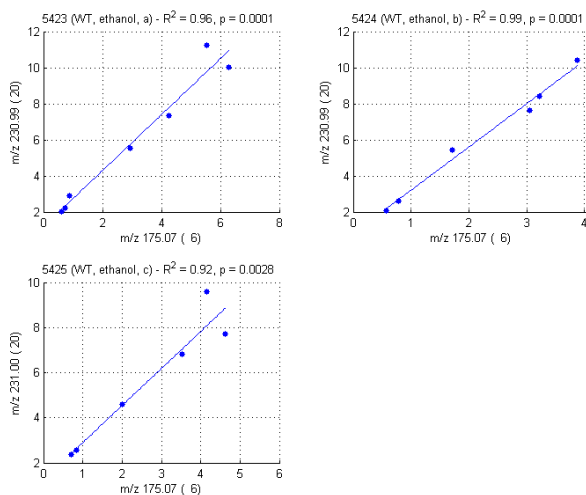 5423 (WT, ethanol, a) - R² = 0.96, p = 0.0001
12
10
8
6
4
2
m/z 230.99 ( 20)
0 2 4 6 8
m/z 175.07 ( 6)
5424 (WT, ethanol, b) - R² = 0.99, p = 0.0001
12
10
8
6
4
2
m/z 230.99 ( 20)
0 1 2 3 4
m/z 175.07 ( 6)
5425 (WT, ethanol, c) - R² = 0.92, p = 0.0028
10
8
6
4
2
m/z 231.00 ( 20)
0 1 2 3 4 5 6
m/z 175.07 ( 6)